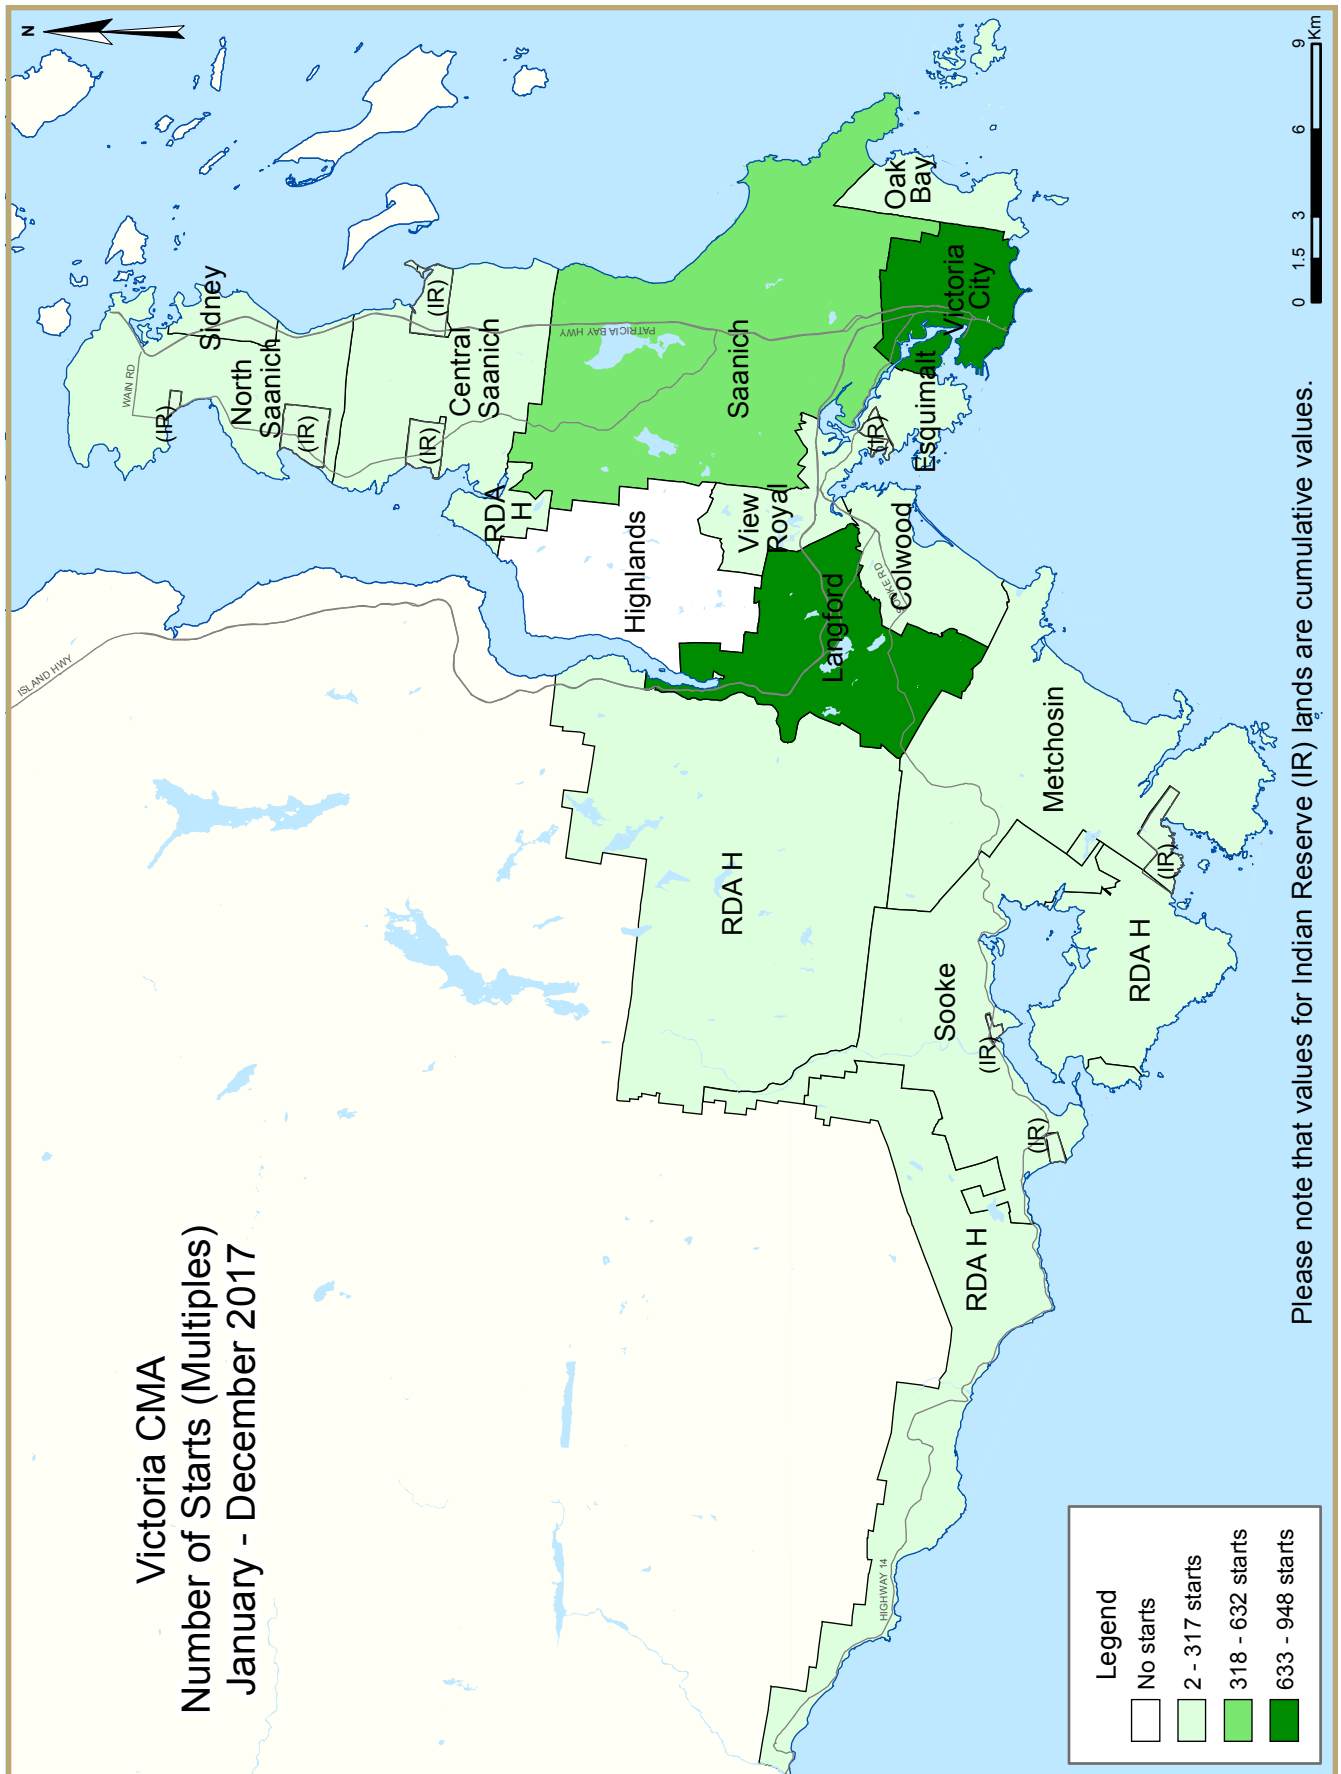 Victoria CMA
Number of Starts (Multiples)
January - December 2017
N
ISLAND HWY
WAIN RD
Sidney
North
Saanich
(IR)
(IR)
(IR)
(IR)
Central
Saanich
PATRICIA BAY HWY
RDA
H
Saanich
Highlands
View
Royal
Oak
Bay
Victoria
City
Esquimalt
(IR)
Langford
Colwood
Metchosin
(IR)
RDA H
Sooke
(IR)
RDA H
(IR)
RDA H
HIGHWAY 14
Legend
No starts
2 - 317 starts
318 - 632 starts
633 - 948 starts
0 1.5 3 6 9
Km
Please note that values for Indian Reserve (IR) lands are cumulative values.